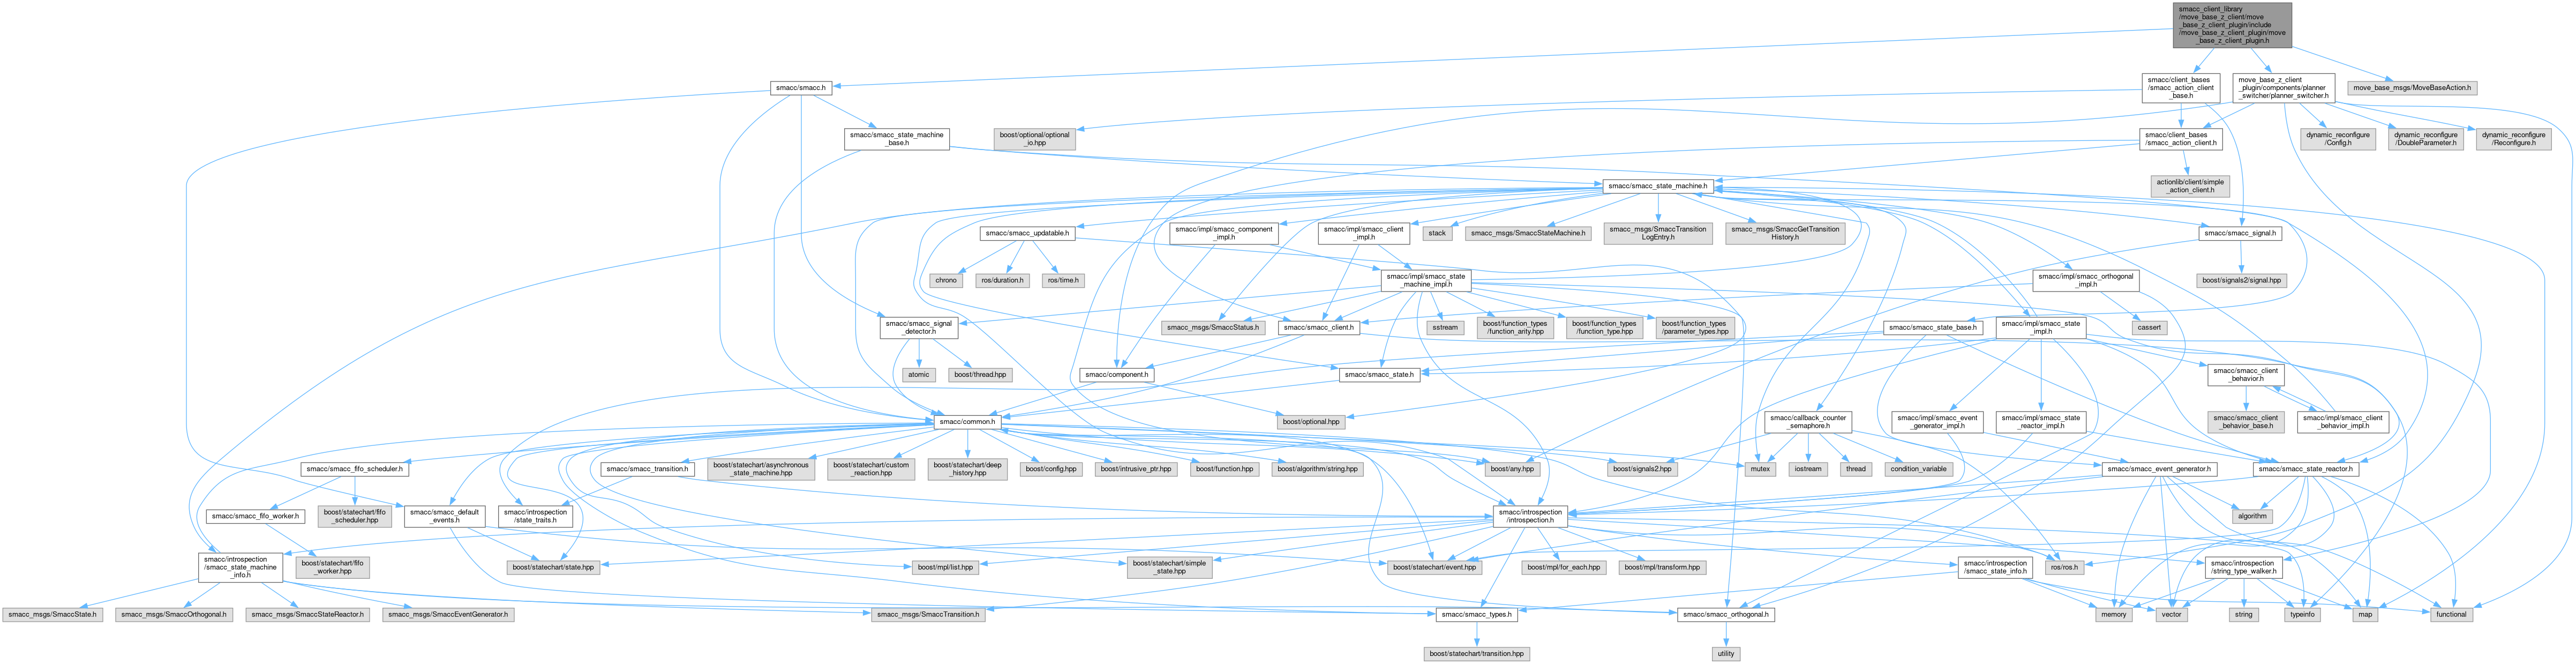 smacc_client_library
/move_base_z_client/move
_base_z_client_plugin/include
/move_base_z_client_plugin/move
_base_z_client_plugin.h
smacc/smacc.h
smacc/client_bases
/smacc_action_client
_base.h
move_base_z_client
_plugin/components/planner
_switcher/planner_switcher.h
move_base_msgs/MoveBaseAction.h
boost/optional/optional
_io.hpp
smacc/smacc_state_machine
_base.h
smacc/client_bases
/smacc_action_client.h
dynamic_reconfigure
/Config.h
dynamic_reconfigure
/DoubleParameter.h
dynamic_reconfigure
/Reconfigure.h
smacc/smacc_state_machine.h
actionlib/client/simple
_action_client.h
smacc/smacc_updatable.h
smacc/impl/smacc_component
_impl.h
smacc/impl/smacc_client
_impl.h
stack
smacc_msgs/SmaccStateMachine.h
smacc_msgs/SmaccTransition
LogEntry.h
smacc_msgs/SmaccGetTransition
History.h
smacc/smacc_signal.h
chrono
ros/duration.h
ros/time.h
smacc/impl/smacc_state
_machine_impl.h
smacc/impl/smacc_orthogonal
_impl.h
boost/signals2/signal.hpp
smacc/smacc_signal
_detector.h
smacc_msgs/SmaccStatus.h
smacc/smacc_client.h
sstream
boost/function_types
/function_arity.hpp
boost/function_types
/function_type.hpp
boost/function_types
/parameter_types.hpp
smacc/smacc_state_base.h
smacc/impl/smacc_state
_impl.h
cassert
atomic
boost/thread.hpp
smacc/component.h
smacc/smacc_state.h
smacc/smacc_client
_behavior.h
smacc/common.h
boost/optional.hpp
smacc/callback_counter
_semaphore.h
smacc/impl/smacc_event
_generator_impl.h
smacc/impl/smacc_state
_reactor_impl.h
smacc/smacc_client
_behavior_base.h
smacc/impl/smacc_client
_behavior_impl.h
smacc/smacc_fifo_scheduler.h
smacc/smacc_transition.h
boost/statechart/asynchronous
_state_machine.hpp
boost/statechart/custom
_reaction.hpp
boost/statechart/deep
_history.hpp
boost/config.hpp
boost/intrusive_ptr.hpp
boost/function.hpp
boost/algorithm/string.hpp
boost/any.hpp
boost/signals2.hpp
mutex
iostream
thread
condition_variable
smacc/smacc_event_generator.h
smacc/smacc_state_reactor.h
smacc/smacc_fifo_worker.h
boost/statechart/fifo
_scheduler.hpp
smacc/smacc_default
_events.h
smacc/introspection
/state_traits.h
smacc/introspection
/introspection.h
algorithm
smacc/introspection
/smacc_state_machine
_info.h
boost/statechart/fifo
_worker.hpp
boost/statechart/state.hpp
boost/mpl/list.hpp
boost/statechart/simple
_state.hpp
boost/statechart/event.hpp
boost/mpl/for_each.hpp
boost/mpl/transform.hpp
smacc/introspection
/smacc_state_info.h
ros/ros.h
smacc/introspection
/string_type_walker.h
smacc_msgs/SmaccState.h
smacc_msgs/SmaccOrthogonal.h
smacc_msgs/SmaccStateReactor.h
smacc_msgs/SmaccEventGenerator.h
smacc_msgs/SmaccTransition.h
smacc/smacc_types.h
smacc/smacc_orthogonal.h
memory
vector
string
typeinfo
map
functional
boost/statechart/transition.hpp
utility